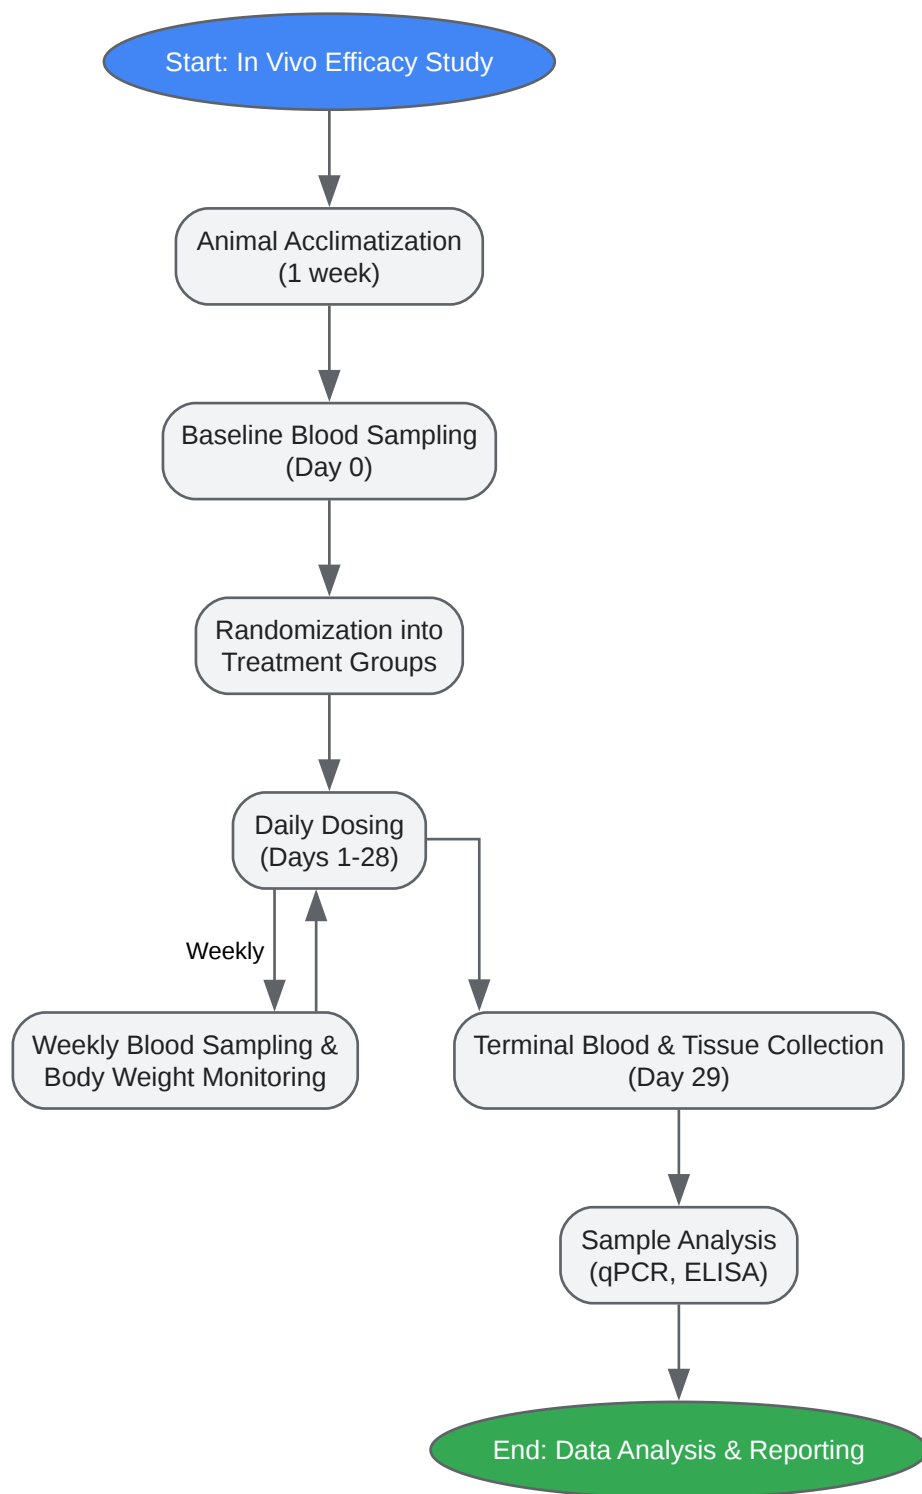 Start: In Vivo Efficacy Study
Animal Acclimatization
(1 week)
Baseline Blood Sampling
(Day 0)
Randomization into
Treatment Groups
Daily Dosing
(Days 1-28)
Weekly
Weekly Blood Sampling &
Body Weight Monitoring
Terminal Blood & Tissue Collection
(Day 29)
Sample Analysis
(qPCR, ELISA)
End: Data Analysis & Reporting